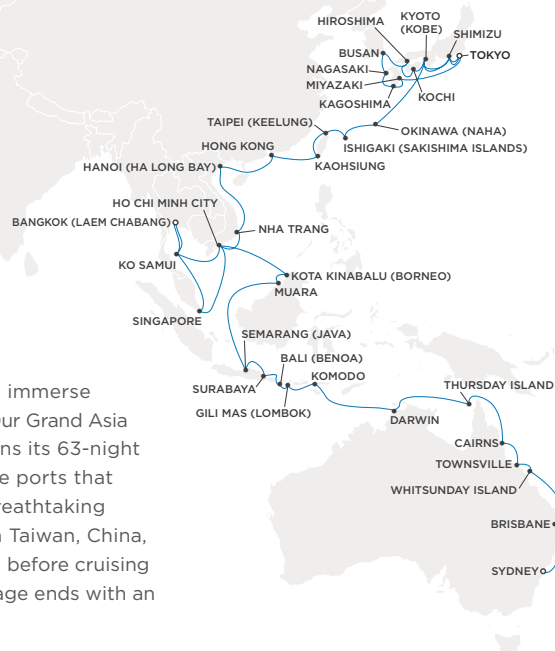 HIROSHIMA
KYOTO
(KOBE)
SHIMIZU
BUSAN
TOKYO
NAGASAKI
MIYAZAKI
KAGOSHIMA
KOCHI
TAIPEI (KEELUNG)
OKINAWA (NAHA)
HONG KONG
ISHIGAKI (SAKISHIMA ISLANDS)
HANOI (HA LONG BAY)
KAOHSIUNG
HO CHI MINH CITY
BANGKOK (LAEM CHABANG)
NHA TRANG
KO SAMUI
KOTA KINABALU (BORNEO)
MUARA
SINGAPORE
SEMARANG (JAVA)
BALI (BENOA)
SURABAYA
KOMODO
GILI MAS (LOMBOK)
THURSDAY ISLAND
DARWIN
CAIRNS
TOWNSVILLE
WHITSUNDAY ISLAND
BRISBANE
SYDNEY
immerse
ur Grand Asia
ns its 63-night
e ports that
reathtaking
Taiwan, China,
before cruising
age ends with an